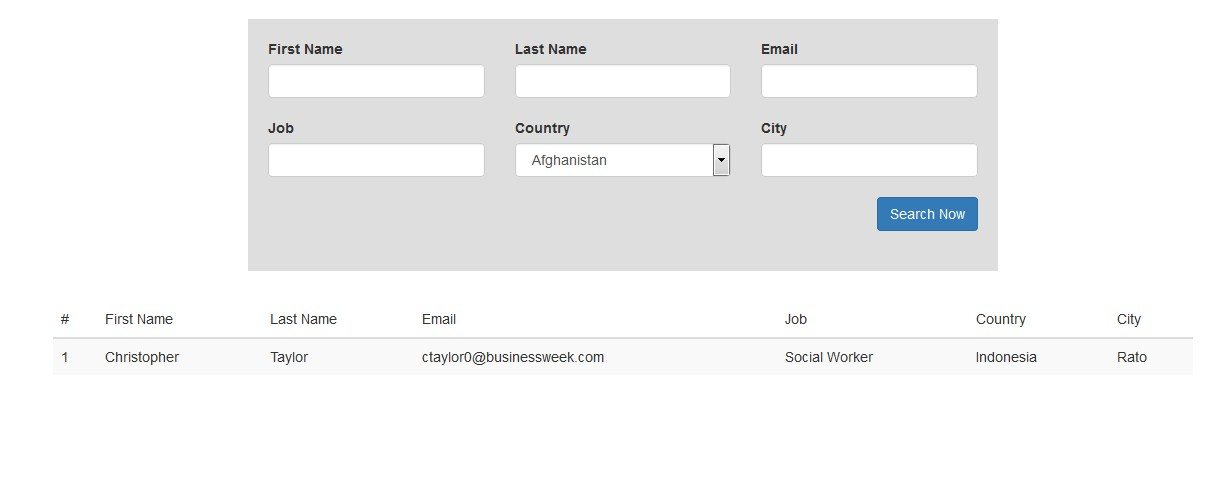 First Name Last Name Email
Job Country City
Afghanistan
Search Now
# First Name Last Name Email Job Country City
1 Christopher Taylor ctaylor0@businessweek.com Social Worker Indonesia Rato